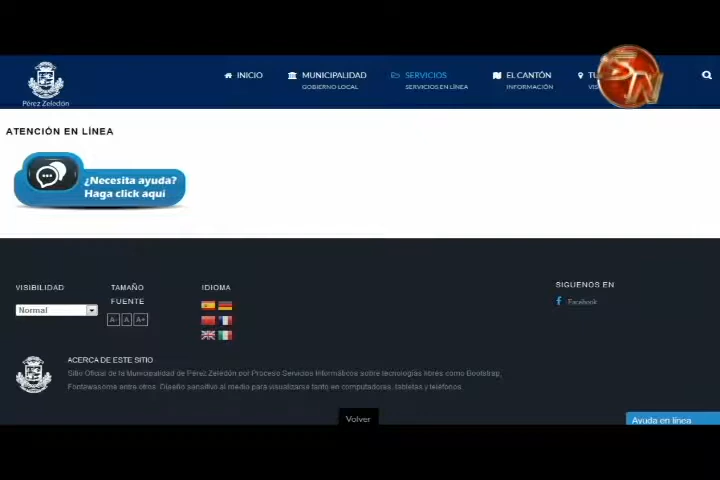 INICIO
MUNICIPALIDAD
GOBIERNO LOCAL
SERVICIOS
SERVICIOS EN LÍNEA
EL CANTÓN
INFORMACIÓN
TU
Pérez Zeledón
ATENCIÓN EN LÍNEA
¿Necesita ayuda?
Haga click aquí
VISIBILIDAD
Normal
TAMAÑO
FUENTE
A- A A+
IDIOMA
SIGUENOS EN
Facebook
ACERCA DE ESTE SITIO
Sitio Oficial de la Municipalidad de Pérez Zeledón por Proceso Servicios Informáticos sobre tecnologías libres como Bootstrap,
Fontawasome entre otros. Diseño sensitivo al medio para visualizarse tanto en computadoras, tabletas y teléfonos.
Volver
Ayuda en línea